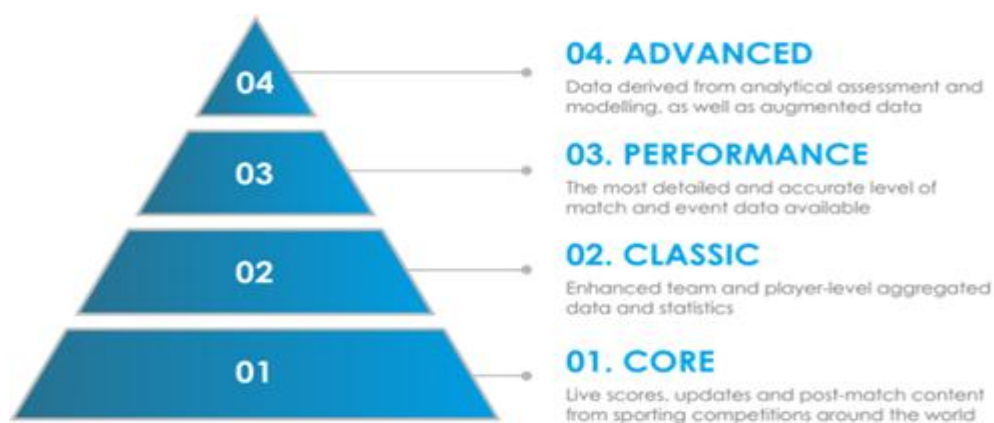 04
04. ADVANCED
Data derived from analytical assessment and
modelling, as well as augmented data
03
03. PERFORMANCE
The most detailed and accurate level of
match and event data available
02
02. CLASSIC
Enhanced team and player-level aggregated
data and statistics
01
01. CORE
Live scores, updates and post-match content
from sporting competitions around the world